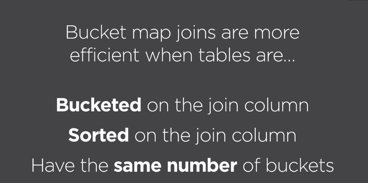 Bucket map joins are more
efficient when tables are...
Bucketed on the join column
Sorted on the join column
Have the same number of buckets